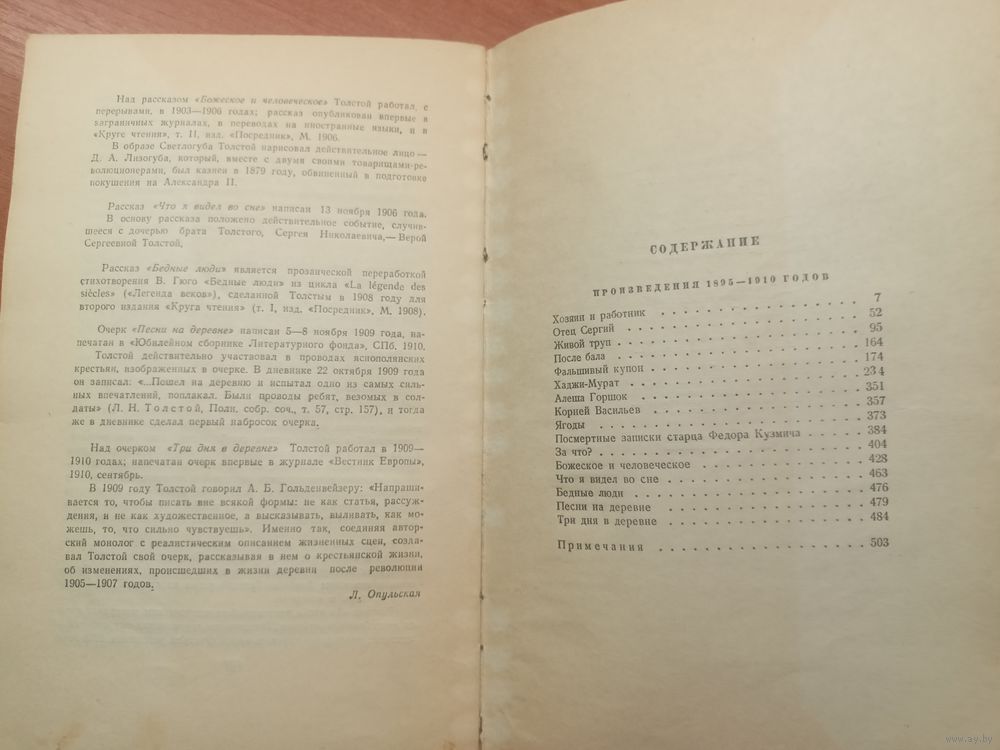 Над рассказом «Божеское и человеческое» Толстой работал, с
перерывами, в 1903—1906 годах; рассказ опубликован впервые в
заграничных журналах, в переводах на иностранные языки, и в
«Круге чтения», т. II, изд. «Посредник», М. 1906.
В образе Светлогуба Толстой нарисовал действительное лицо —
Д. А. Лизогуба, который, вместе с двумя своими товарищами-ре-
волюционерами, был казнен в 1879 году, обвиненный в подготовке
покушения на Александра II.
Рассказ «Что я видел во сне» написан 13 ноября 1906 года.
В основу рассказа положено действительное событие, случив-
шееся с дочерью брата Толстого, Сергея Николаевича,— Верой
Сергеевной Толстой.
Рассказ «Бедные люди» является прозаической переработкой
стихотворения В. Гюго «Бедные люди» из цикла «La légende des
siècles» («Легенда веков»), сделанной Толстым в 1908 году для
второго издания «Круга чтения» (т. I, изд. «Посредник», М. 1908).
Очерк «Песни на деревне» написан 5—8 ноября 1909 года, на-
печатан в «Юбилейном сборнике Литературного фонда», СПб. 1910.
Толстой действительно участвовал в проводах яснополянских
крестьян, изображенных в очерке. В дневнике 22 октября 1909 года
он записал: «...Пошел на деревню и испытал одно из самых силь-
ных впечатлений, поплакал. Были проводы ребят, везомых в сол-
даты» (Л. Н. Толстой, Полн. собр. соч., т. 57, стр. 157), и тогда
же в дневнике сделал первый набросок очерка.
Над очерком «Три дня в деревне» Толстой работал в 1909—
1910 годах; напечатан очерк впервые в журнале «Вестник Европы»,
1910, сентябрь.
В 1909 году Толстой говорил А. Б. Гольденвейзеру: «Напраши-
вается то, чтобы писать вне всякой формы: не как статья, рассуж-
дения, и не как художественное, а высказывать, выливать, как мо-
жешь, то, что сильно чувствуешь». Именно так, соединяя автор-
ский монолог с реалистическим описанием жизненных сцен, созда-
вал Толстой свой очерк, рассказывая в нем о крестьянской жизни,
об изменениях, происшедших в жизни деревни после революции
1905—1907 годов.
Л. Опульская
СОДЕРЖАНИЕ
ПРОИЗВЕДЕНИЯ 1895—1910 ГОДОВ
Хозяин и работник . . . . . . . . . . 7
Отец Сергий . . . . . . . . . . 52
Живой труп . . . . . . . . . . 95
После бала . . . . . . . . . . 164
Фальшивый купон . . . . . . . . . . 174
Хаджи-Мурат . . . . . . . . . . 234
Алеша Горшок . . . . . . . . . . 351
Корней Васильев . . . . . . . . . . 357
Ягоды . . . . . . . . . . 373
Посмертные записки старца Федора Кузмича . . . . . 384
За что? . . . . . . . . . . 404
Божеское и человеческое . . . . . . . . . . 428
Что я видел во сне . . . . . . . . . . 463
Бедные люди . . . . . . . . . . 476
Песни на деревне . . . . . . . . . . 479
Три дня в деревне . . . . . . . . . . 484
Примечания . . . . . . . . . . 503
www.ay.by